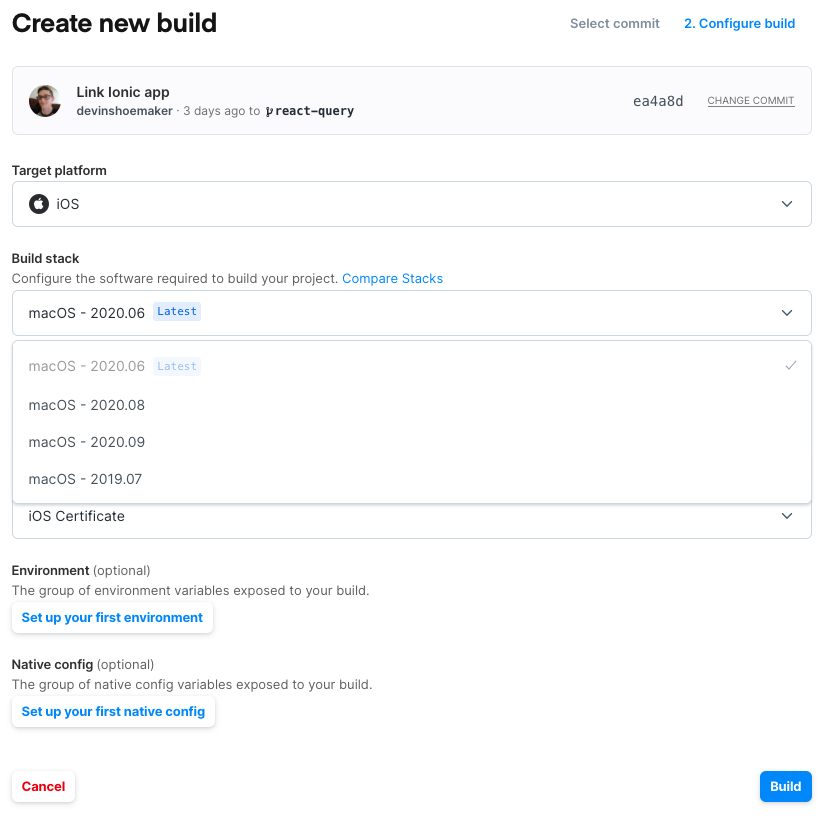 Create new build
Select commit
2. Configure build
Link Ionic app
devinshoemaker · 3 days ago to react-query
ea4a8d
CHANGE COMMIT
Target platform
iOS
Build stack
Configure the software required to build your project. Compare Stacks
macOS - 2020.06 Latest
macOS - 2020.06 Latest
macOS - 2020.08
macOS - 2020.09
macOS - 2019.07
iOS Certificate
Environment (optional)
The group of environment variables exposed to your build.
Set up your first environment
Native config (optional)
The group of native config variables exposed to your build.
Set up your first native config
Cancel
Build